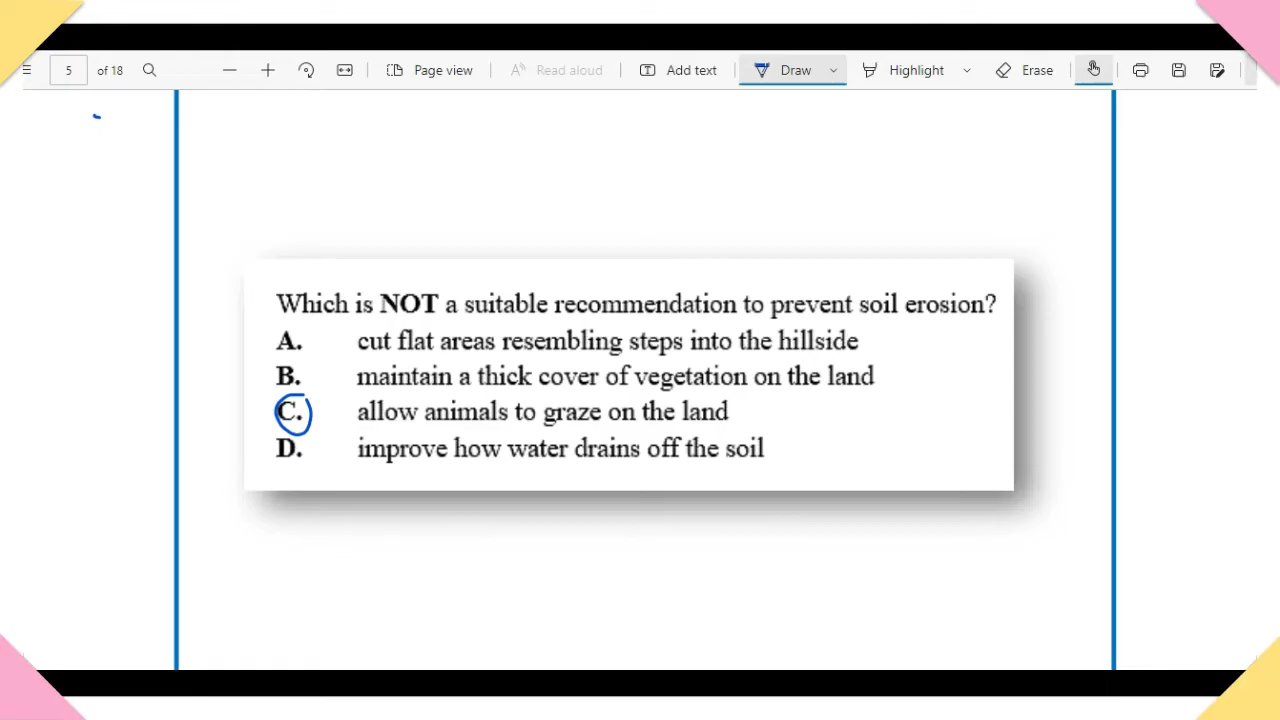 5 of 18 Page view Read aloud Add text Draw Highlight Erase
Which is NOT a suitable recommendation to prevent soil erosion?
A. cut flat areas resembling steps into the hillside
B. maintain a thick cover of vegetation on the land
C. allow animals to graze on the land
D. improve how water drains off the soil